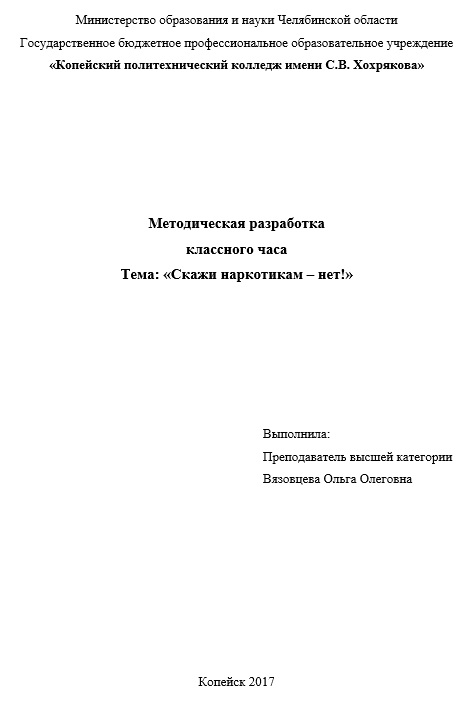 Министерство образования и науки Челябинской области
Государственное бюджетное профессиональное образовательное учреждение
«Копейский политехнический колледж имени С.В. Хохрякова»
Методическая разработка
классного часа
Тема: «Скажи наркотикам – нет!»
Выполнила:
Преподаватель высшей категории
Вязовцева Ольга Олеговна
Копейск 2017